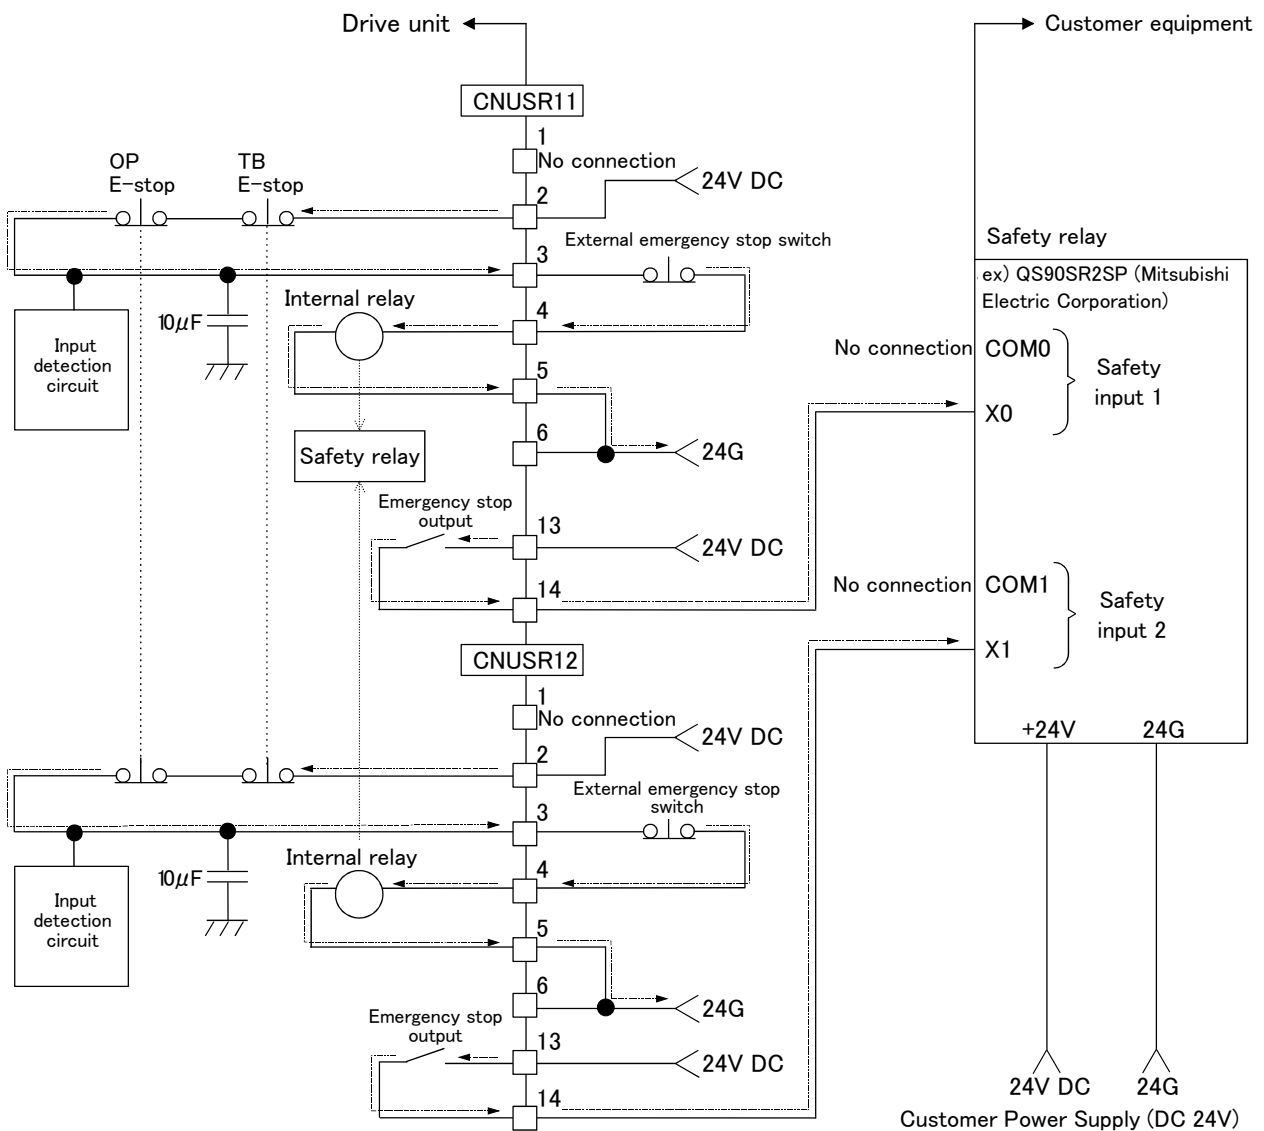 Drive unit
Customer equipment
CNUSR11
1
No connection
OP
E-stop
TB
E-stop
24V DC
2
External emergency stop switch
3
Internal relay
4
10μF
Input
detection
circuit
5
6
24G
Safety relay
Emergency stop
output
13
24V DC
14
Safety relay
ex) QS90SR2SP (Mitsubishi
Electric Corporation)
No connection
COM0
X0
Safety
input 1
No connection
COM1
X1
Safety
input 2
+24V
24G
CNUSR12
1
No connection
24V DC
2
External emergency stop
switch
3
Internal relay
4
10μF
Input
detection
circuit
5
6
24G
Emergency stop
output
13
24V DC
14
24V DC
24G
Customer Power Supply (DC 24V)